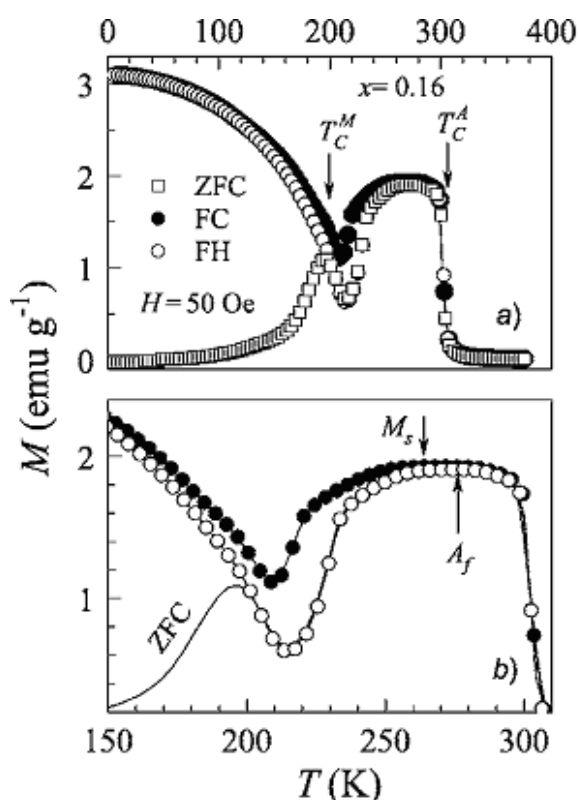 0 100 200 300 400
3
2
1
0
x= 0.16
T_C^M
T_C^A
ZFC
FC
FH
H = 50 Oe
a)
M (emu g⁻¹)
2
1
M_s
A_f
ZFC
b)
150 200 250 300
T (K)